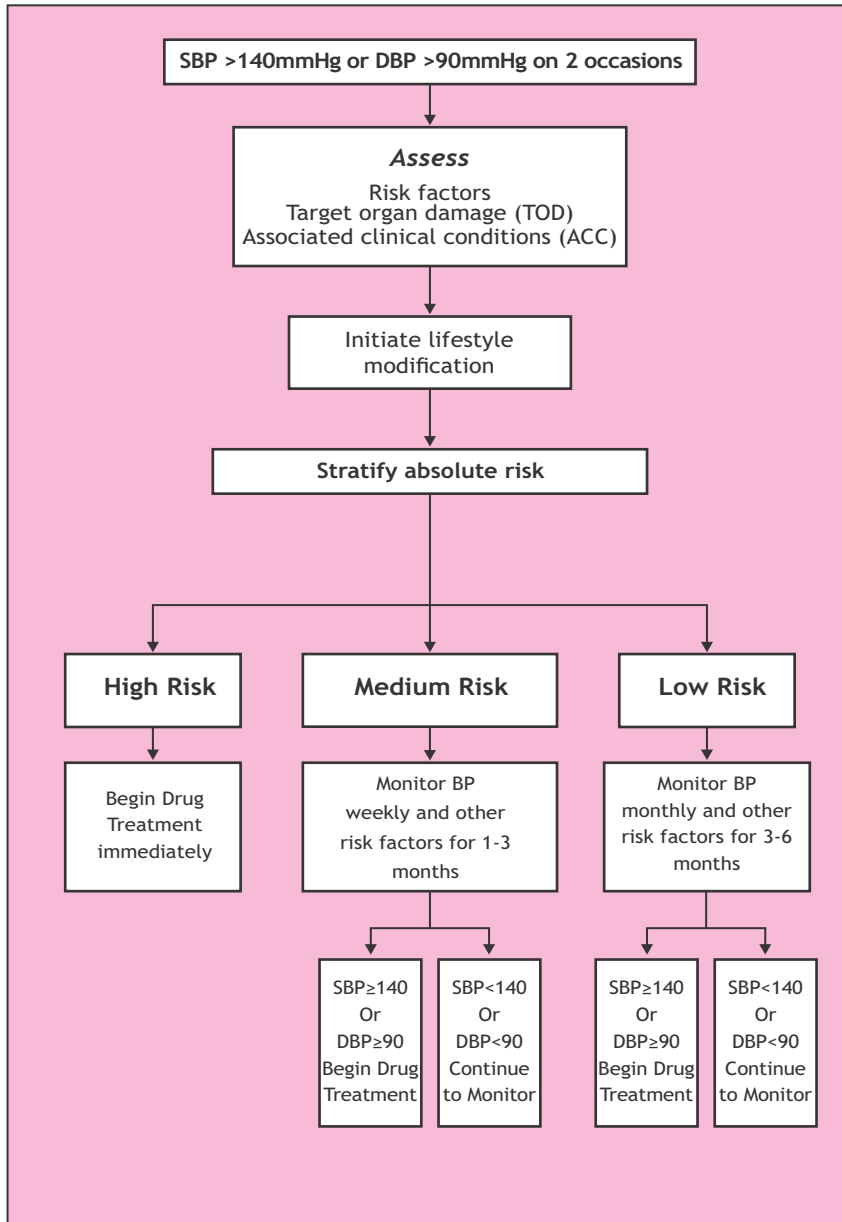 SBP >140mmHg or DBP >90mmHg on 2 occasions
Assess
Risk factors
Target organ damage (TOD)
Associated clinical conditions (ACC)
Initiate lifestyle
modification
Stratify absolute risk
High Risk
Medium Risk
Low Risk
Begin Drug
Treatment
immediately
Monitor BP
weekly and other
risk factors for 1-3
months
Monitor BP
monthly and other
risk factors for 3-6
months
SBP≥140
Or
DBP≥90
Begin Drug
Treatment
SBP<140
Or
DBP<90
Continue
to Monitor
SBP≥140
Or
DBP≥90
Begin Drug
Treatment
SBP<140
Or
DBP<90
Continue
to Monitor